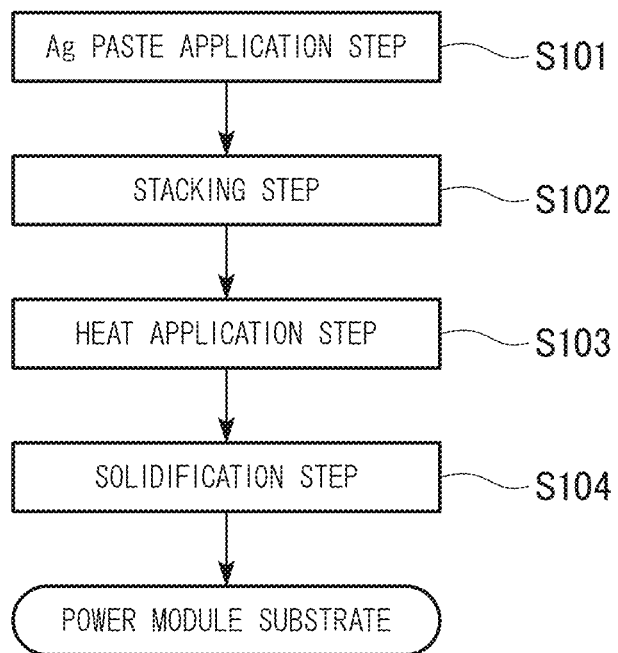 Ag PASTE APPLICATION STEP
S101
STACKING STEP
S102
HEAT APPLICATION STEP
S103
SOLIDIFICATION STEP
S104
POWER MODULE SUBSTRATE